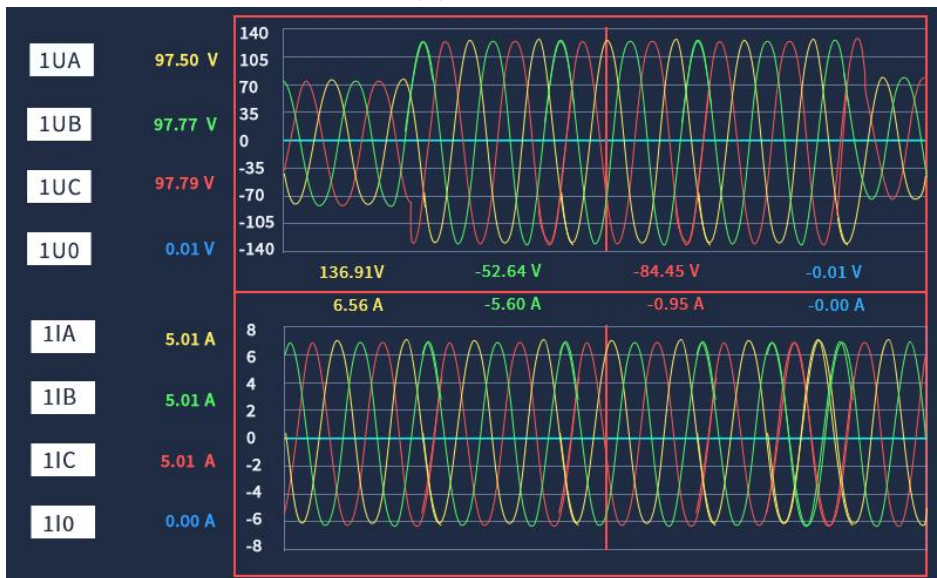 1UA 97.50 V
1UB 97.77 V
1UC 97.79 V
1U0 0.01 V
140
105
70
35
0
-35
-70
-105
-140
136.91V -52.64 V -84.45 V -0.01 V
6.56 A -5.60 A -0.95 A -0.00 A
1IA 5.01 A
1IB 5.01 A
1IC 5.01 A
1I0 0.00 A
8
6
4
2
0
-2
-4
-6
-8